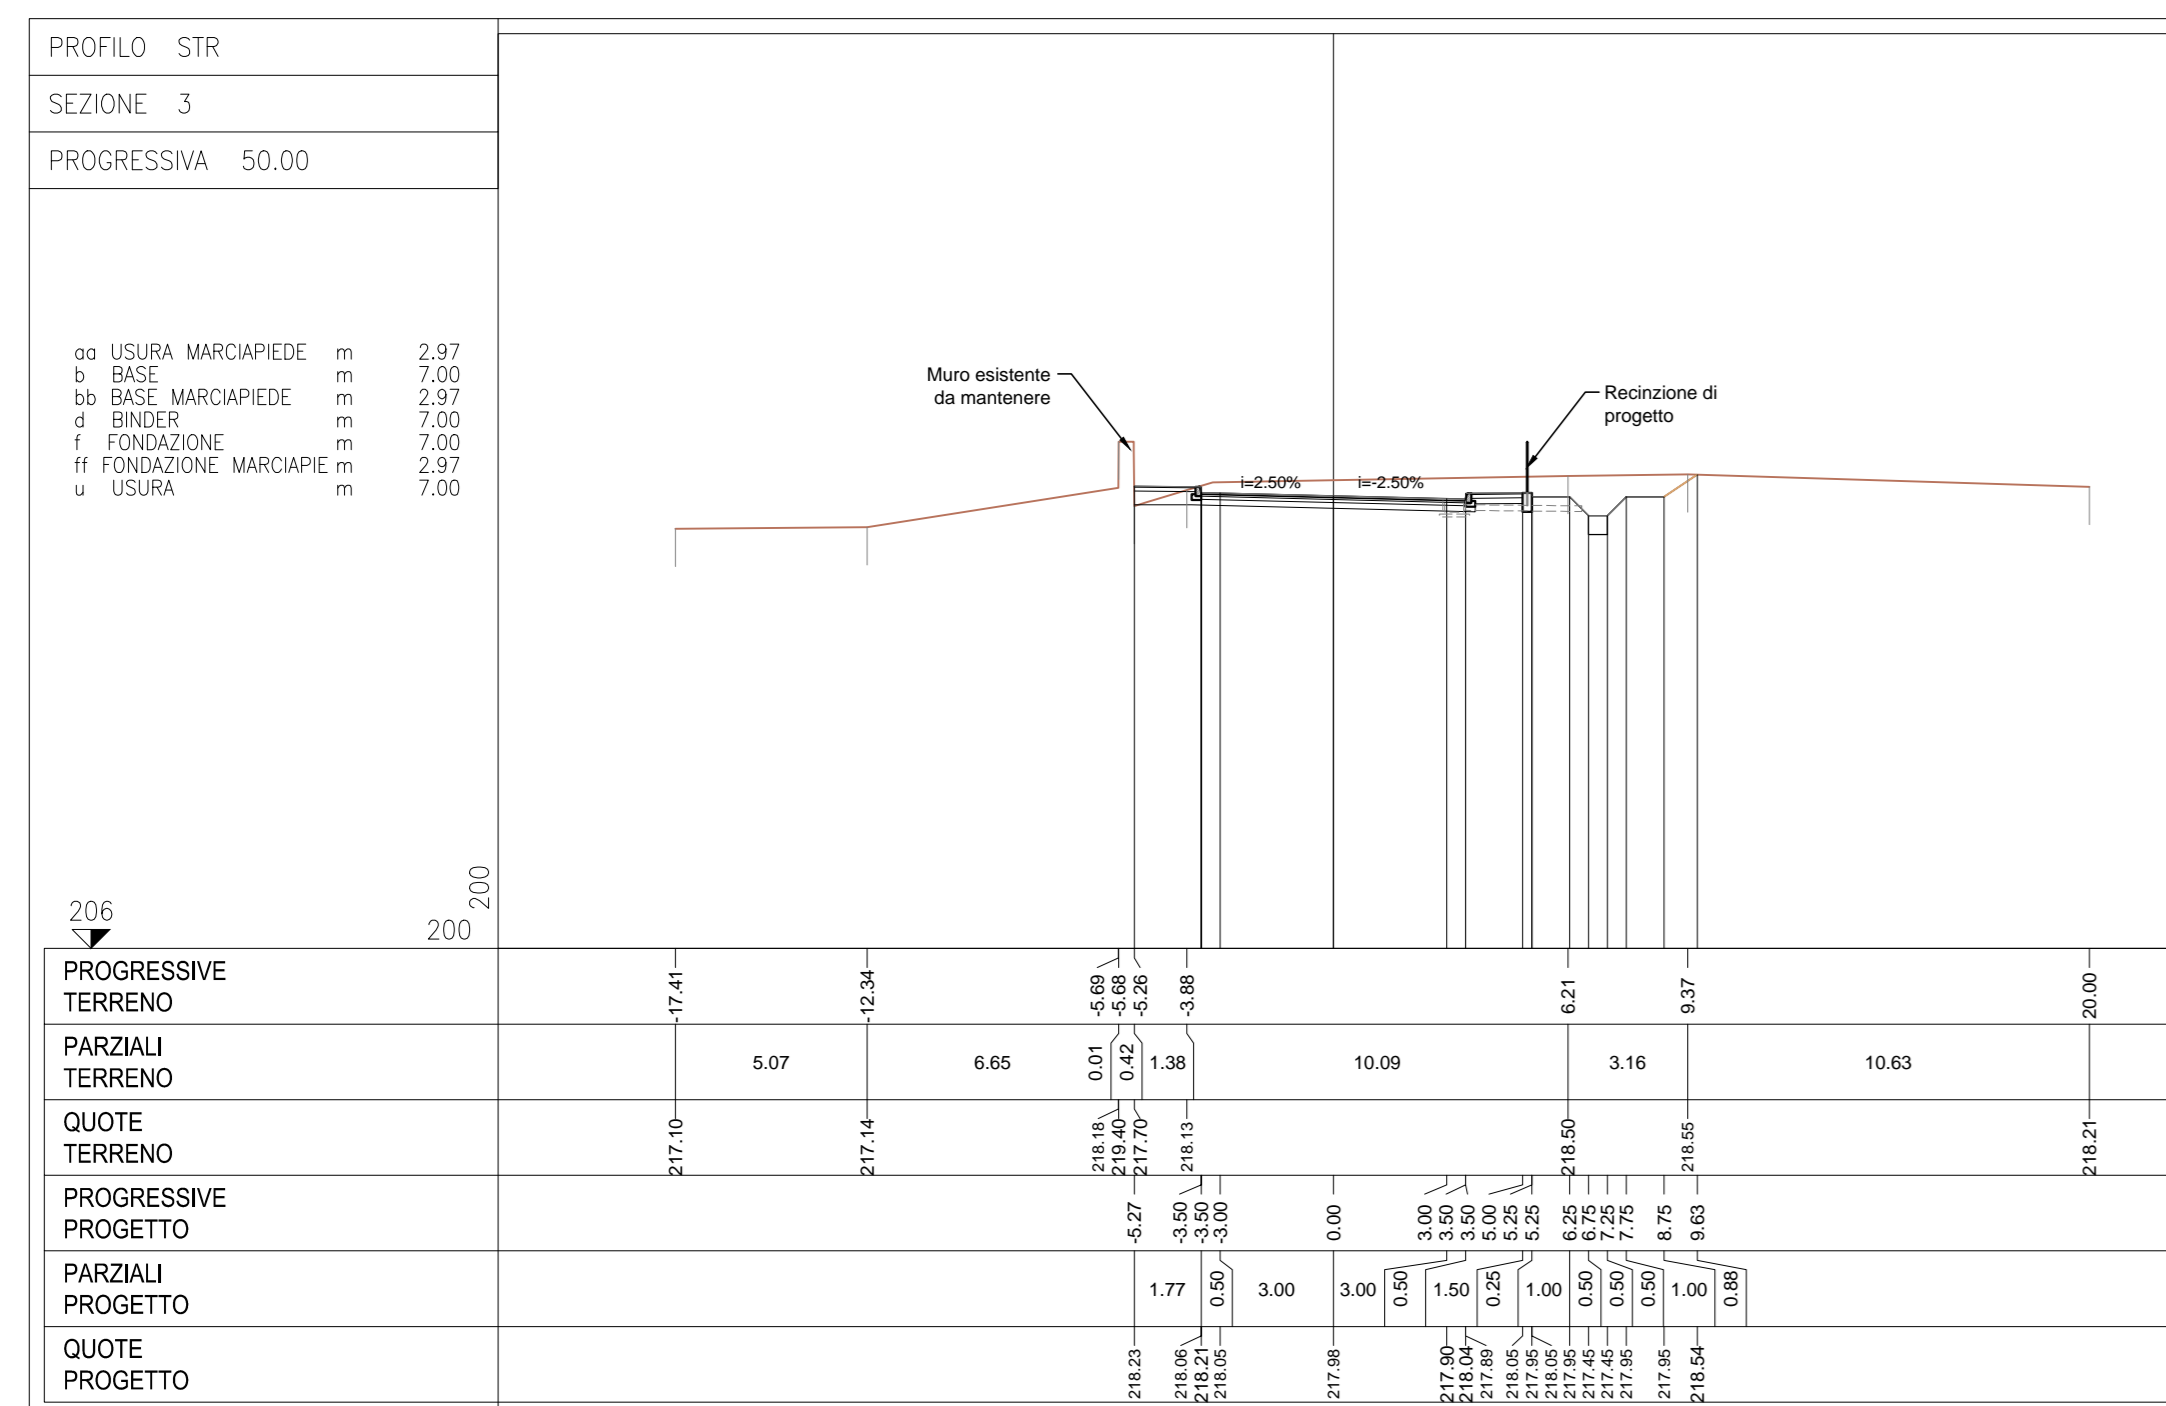 PROFILO STR
SEZIONE 3
PROGRESSIVA 50.00
aa USURA MARCIAPIEDE m 2.97
b BASE m 7.00
bb BASE MARCIAPIEDE m 2.97
d BINDER m 7.00
f FONDAZIONE m 7.00
ff FONDAZIONE MARCIAPIE m 2.97
u USURA m 7.00
Muro esistente
da mantenere
Recinzione di
progetto
i=2.50% i=-2.50%
206
200
200
PROGRESSIVE
TERRENO
-17.41 -12.34 -5.69 -5.68 -5.26 -3.88 6.21 9.37 20.00
PARZIALI
TERRENO
5.07 6.65 0.01 0.42 1.38 10.09 3.16 10.63
QUOTE
TERRENO
217.10 217.14 218.18 219.40 217.70 218.13 218.50 218.55 218.21
PROGRESSIVE
PROGETTO
-5.27 -3.50 -3.50 -3.00 0.00 3.00 3.50 3.50 5.00 5.25 5.25 6.25 6.75 7.25 7.75 8.75 9.63
PARZIALI
PROGETTO
1.77 0.50 3.00 3.00 0.50 1.50 0.25 1.00 0.50 0.50 0.50 1.00 0.88
QUOTE
PROGETTO
218.23 218.06 218.21 218.05 217.98 217.90 218.04 217.89 218.05 217.95 218.05 217.95 217.45 217.45 217.95 217.95 218.54